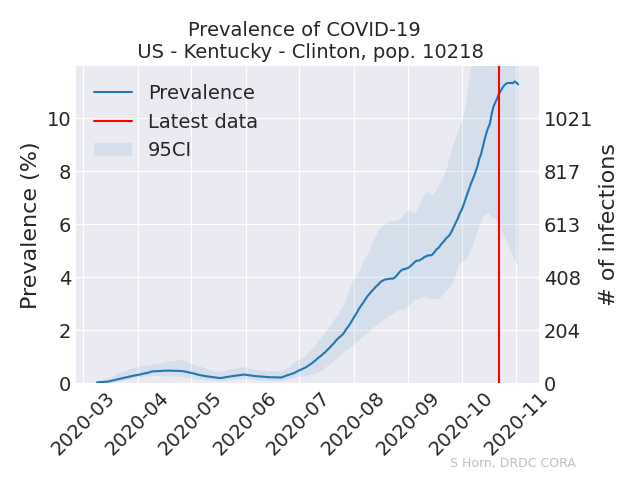 Prevalence of COVID-19
US - Kentucky - Clinton, pop. 10218
Prevalence
Latest data
95CI
Prevalence (%)
10
8
6
4
2
0
1021
817
613
408
204
0
# of infections
2020-03
2020-04
2020-05
2020-06
2020-07
2020-08
2020-09
2020-10
2020-11
S Horn, DRDC CORA